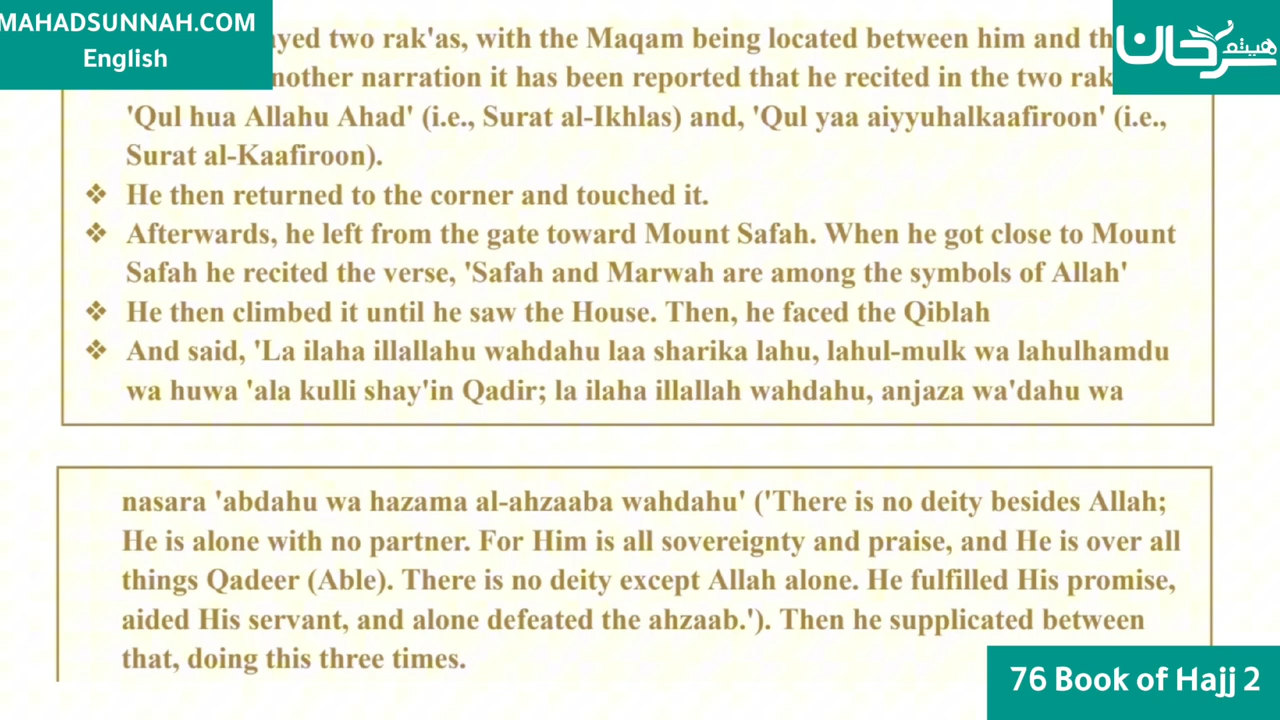 MAHADSUNNAH.COM
English
هيثم سرحان
yed two rak'as, with the Maqam being located between him and th
nother narration it has been reported that he recited in the two rak
'Qul hua Allahu Ahad' (i.e., Surat al-Ikhlas) and, 'Qul yaa aiyyuhalkaafiroon' (i.e.,
Surat al-Kaafiroon).
❖ He then returned to the corner and touched it.
❖ Afterwards, he left from the gate toward Mount Safah. When he got close to Mount
Safah he recited the verse, 'Safah and Marwah are among the symbols of Allah'
❖ He then climbed it until he saw the House. Then, he faced the Qiblah
❖ And said, 'La ilaha illallahu wahdahu laa sharika lahu, lahul-mulk wa lahulhamdu
wa huwa 'ala kulli shay'in Qadir; la ilaha illallah wahdahu, anjaza wa'dahu wa
nasara 'abdahu wa hazama al-ahzaaba wahdahu' ('There is no deity besides Allah;
He is alone with no partner. For Him is all sovereignty and praise, and He is over all
things Qadeer (Able). There is no deity except Allah alone. He fulfilled His promise,
aided His servant, and alone defeated the ahzaab.'). Then he supplicated between
that, doing this three times.
76 Book of Hajj 2